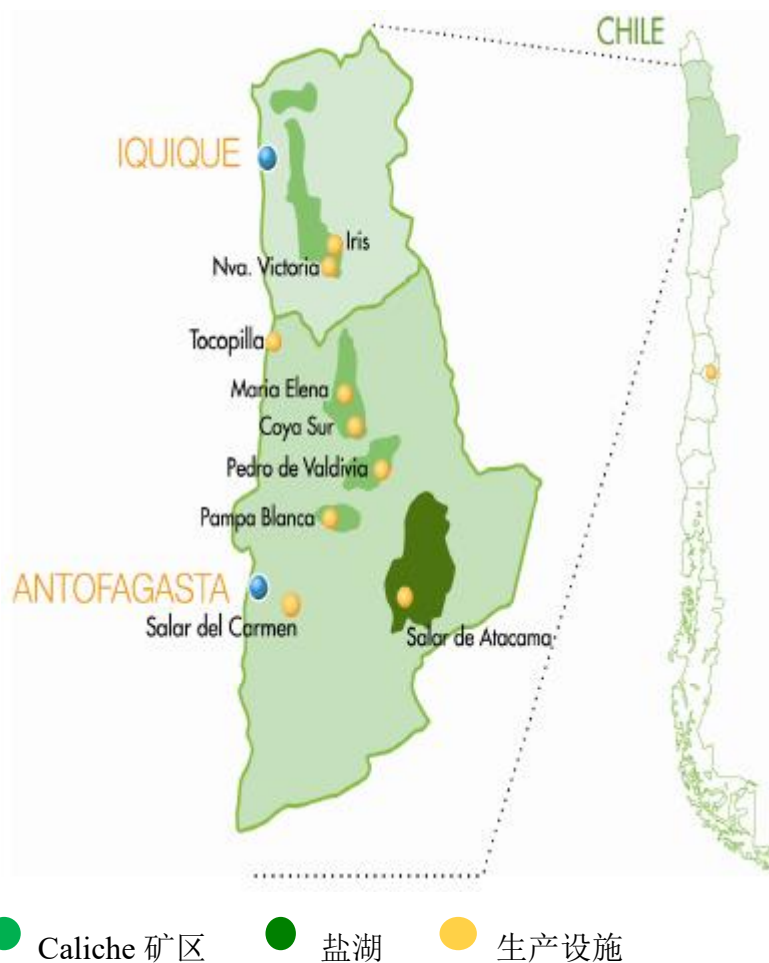 CHILE
IQUIQUE
Iris
Nva. Victoria
Tocopilla
Maria Elena
Coya Sur
Pedro de Valdivia
Pampa Blanca
ANTOFAGASTA
Salar del Carmen
Salar de Atacama
Caliche 矿区 盐湖 生产设施